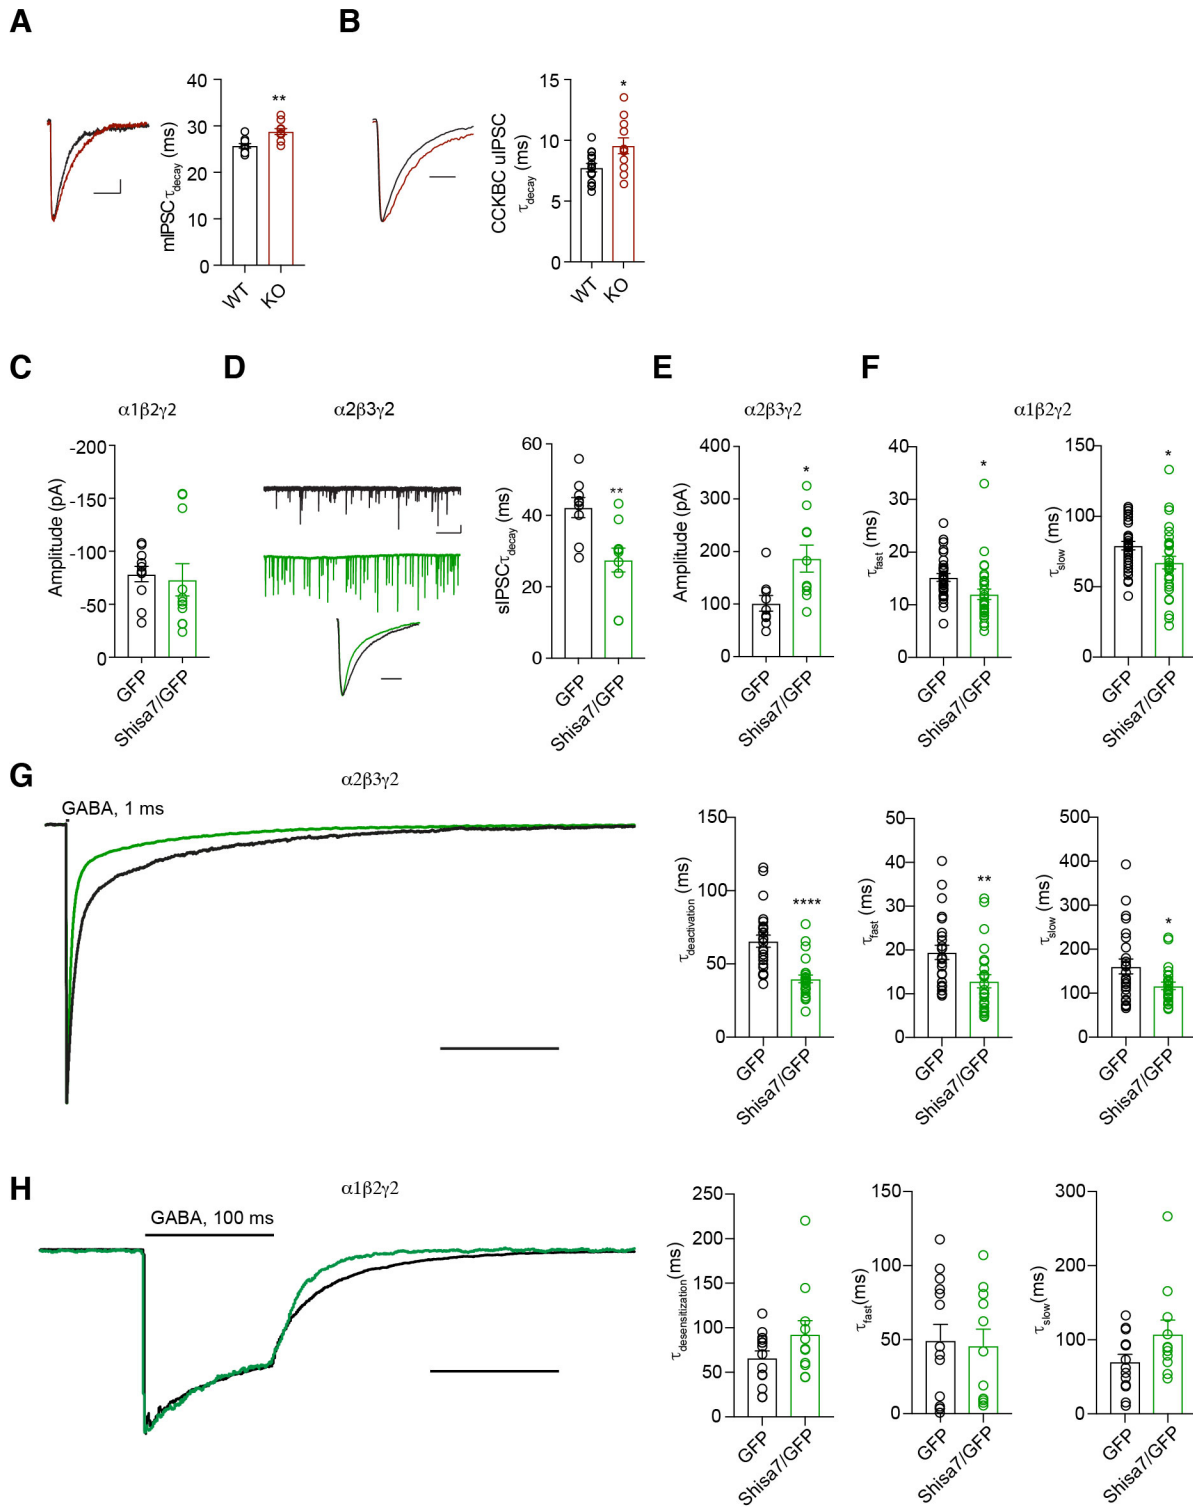 A
B
40
30
20
10
0
mIPSC τdecay (ms)
**
WT
KO
15
10
5
0
CCKBC uIPSC
τdecay (ms)
*
WT
KO
C
D
E
F
α1β2γ2
-200
-150
-100
-50
0
Amplitude (pA)
GFP
Shisa7/GFP
α2β3γ2
60
40
20
0
sIPSC τdecay (ms)
**
GFP
Shisa7/GFP
α2β3γ2
400
300
200
100
0
Amplitude (pA)
*
GFP
Shisa7/GFP
α1β2γ2
40
30
20
10
0
τfast (ms)
*
GFP
Shisa7/GFP
150
100
50
0
τslow (ms)
*
GFP
Shisa7/GFP
G
α2β3γ2
GABA, 1 ms
150
100
50
0
τdeactivation (ms)
****
GFP
Shisa7/GFP
50
40
30
20
10
0
τfast (ms)
**
GFP
Shisa7/GFP
500
400
300
200
100
0
τslow (ms)
*
GFP
Shisa7/GFP
H
α1β2γ2
GABA, 100 ms
250
200
150
100
50
0
τdesensitization(ms)
GFP
Shisa7/GFP
150
100
50
0
τfast(ms)
GFP
Shisa7/GFP
300
200
100
0
τslow(ms)
GFP
Shisa7/GFP